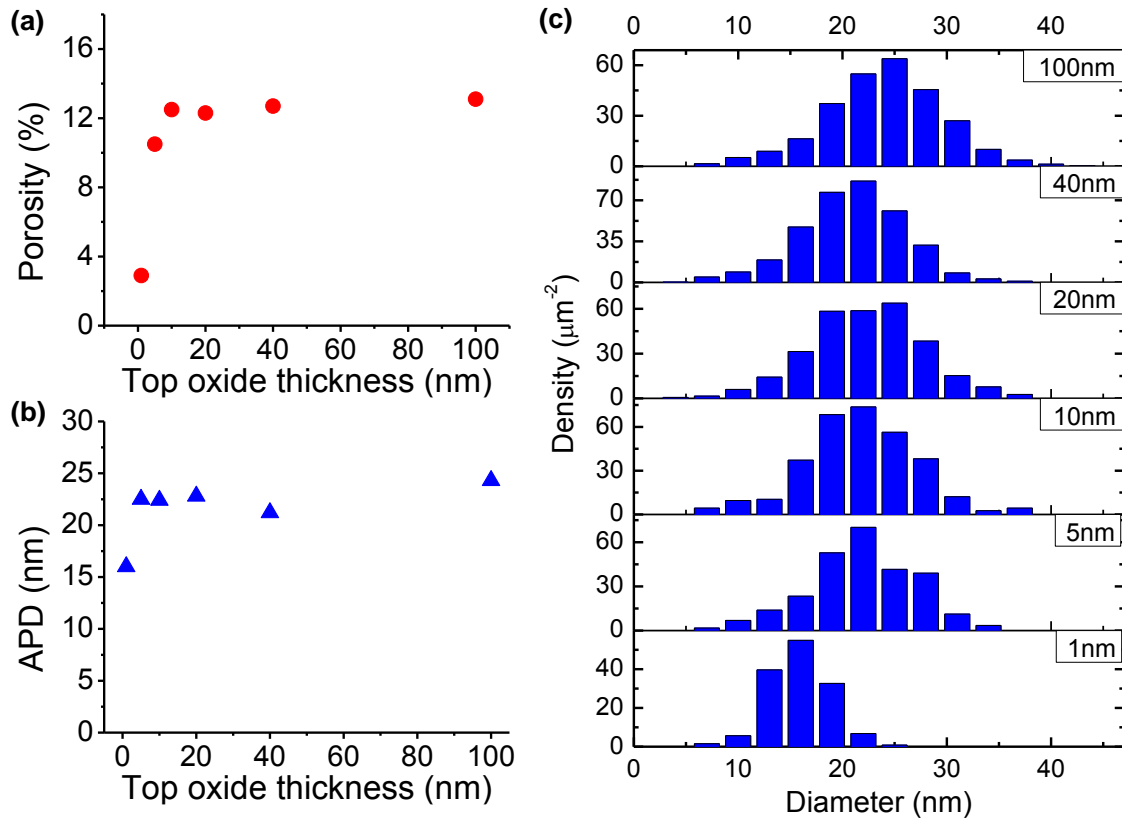 (a)
16
12
8
4
0
Porosity (%)
0 20 40 60 80 100
Top oxide thickness (nm)
(b)
30
25
20
15
10
5
0
APD (nm)
0 20 40 60 80 100
Top oxide thickness (nm)
(c)
0 10 20 30 40
60
30
0
100nm
70
35
0
40nm
60
30
0
20nm
60
30
0
10nm
60
30
0
5nm
40
20
0
1nm
Density (μm⁻²)
0 10 20 30 40
Diameter (nm)